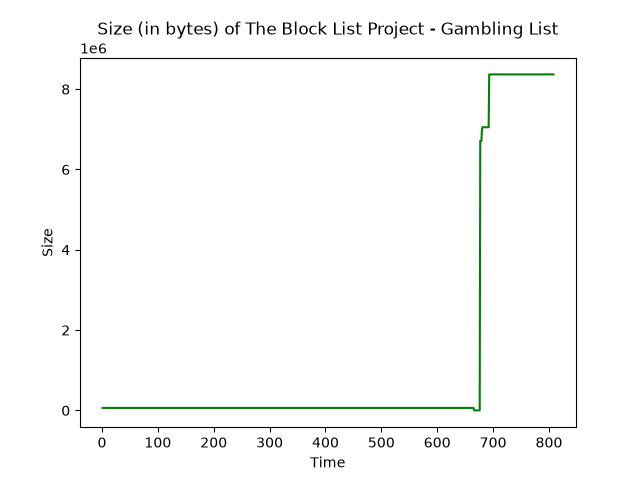 Size (in bytes) of The Block List Project - Gambling List
1e6
8
6
4
2
0
Size
0 100 200 300 400 500 600 700 800
Time